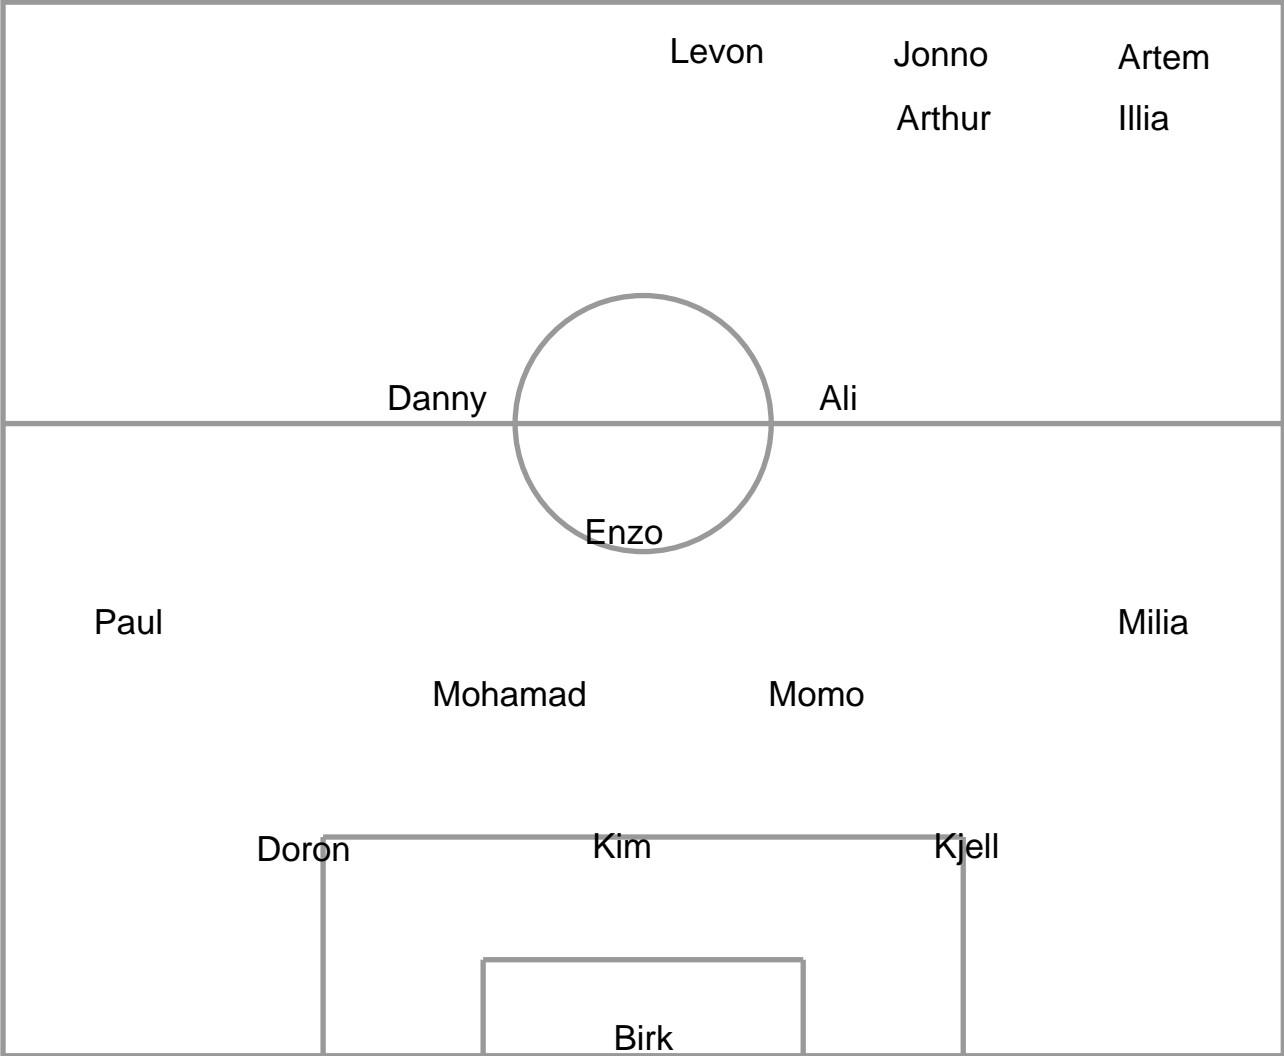 Levon Jonno Artem
Arthur Illia
Danny Ali
Enzo
Paul Milia
Mohamad Momo
Doron Kim Kjell
Birk